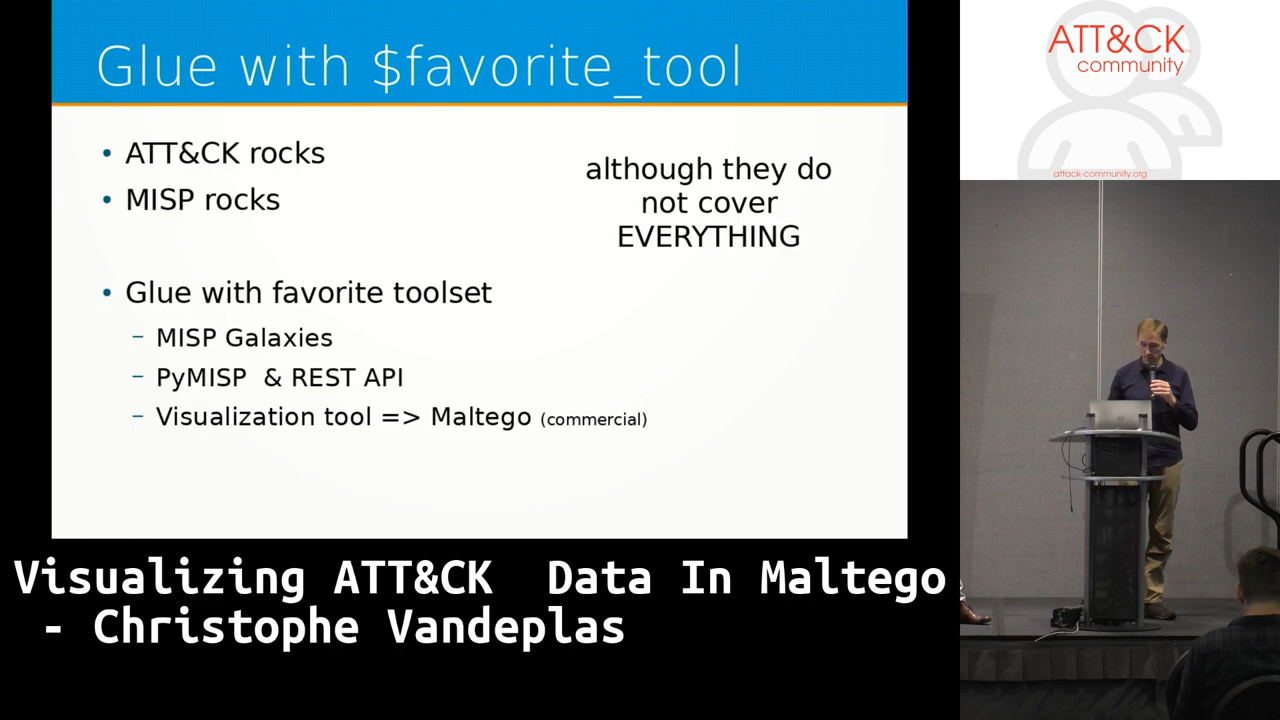 Glue with $favorite_tool
• ATT&CK rocks
• MISP rocks
although they do
not cover
EVERYTHING
• Glue with favorite toolset
– MISP Galaxies
– PyMISP & REST API
– Visualization tool => Maltego (commercial)
Visualizing ATT&CK Data In Maltego
- Christophe Vandeplas
ATT&CK
community
attack-community.org